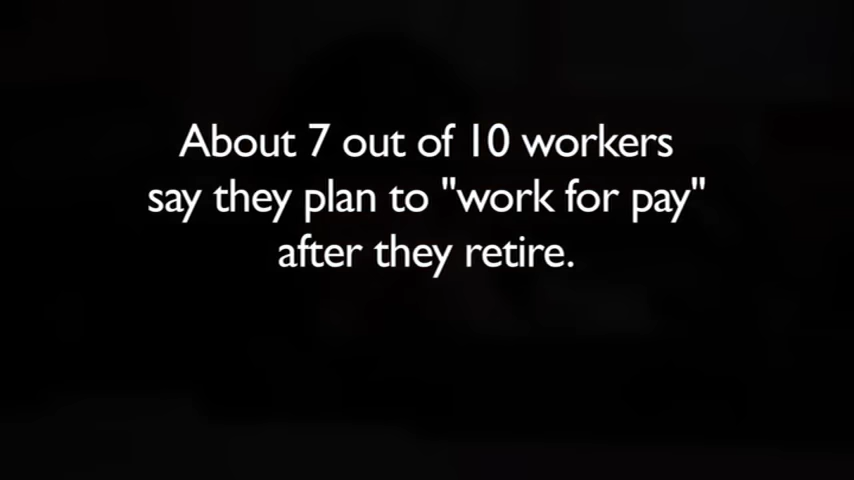 About 7 out of 10 workers
say they plan to "work for pay"
after they retire.